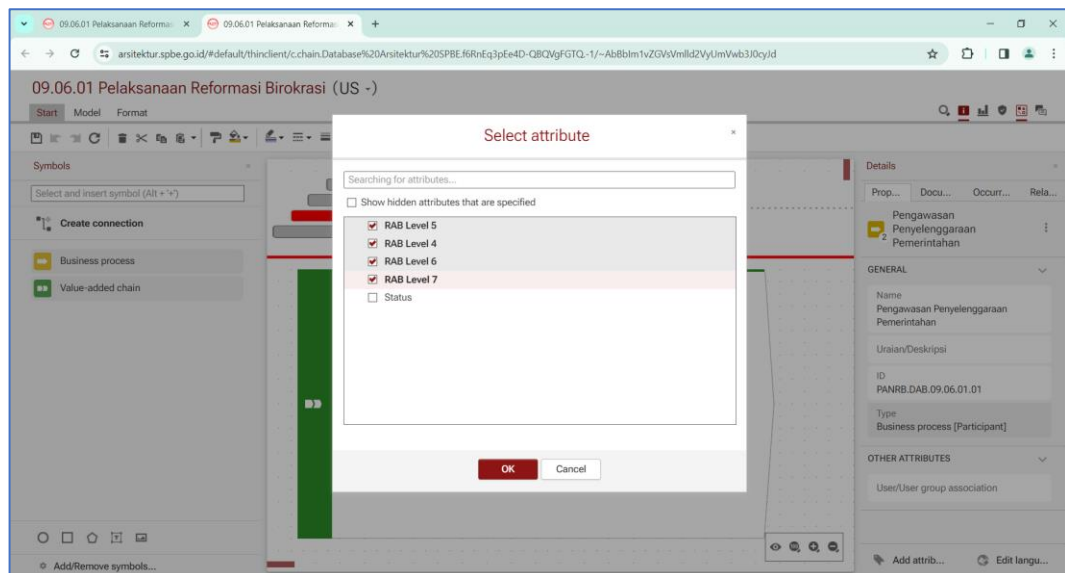 09.06.01 Pelaksanaan Reformasi
09.06.01 Pelaksanaan Reformas
arsitektur.spbe.go.id/#default/thinclient/c.chain.Database%20Arsitektur%20SPBE.f6RnEq3pEe4D-QBQVgFGTQ.-1/~AbBbIm1vZGVsVmlld2VyUmVwb3J0cyJd
09.06.01 Pelaksanaan Reformasi Birokrasi (US -)
Start Model Format
Symbols
Select and insert symbol (Alt + '+')
Create connection
Business process
Value-added chain
Add/Remove symbols...
Select attribute
Searching for attributes...
Show hidden attributes that are specified
RAB Level 5
RAB Level 4
RAB Level 6
RAB Level 7
Status
OK Cancel
Details
Prop... Docu... Occurr... Rela...
Pengawasan
Penyelenggaraan
Pemerintahan
2
GENERAL
Name
Pengawasan Penyelenggaraan
Pemerintahan
Uraian/Deskripsi
ID
PANRB.DAB.09.06.01.01
Type
Business process [Participant]
OTHER ATTRIBUTES
User/User group association
Add attrib... Edit langu...